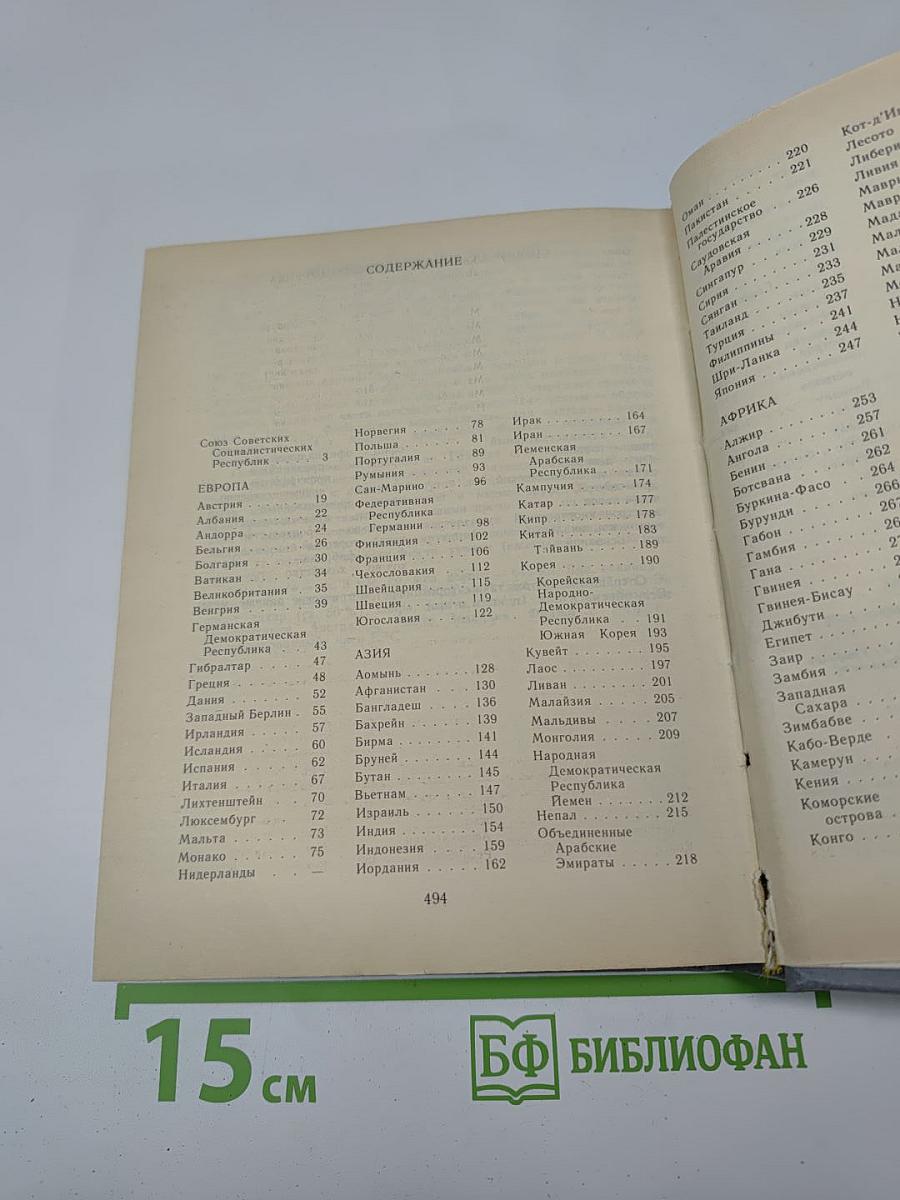 СОДЕРЖАНИЕ
Союз Советских
Социалистических
Республик . . . 3
ЕВРОПА
Австрия . . . . . . . 19
Албания . . . . . . . 22
Андорра . . . . . . . 24
Бельгия . . . . . . . 26
Болгария . . . . . . 30
Ватикан . . . . . . . 34
Великобритания . 35
Венгрия . . . . . . . 39
Германская
Демократическая
Республика . . 43
Гибралтар . . . . 47
Греция . . . . . . . . 48
Дания . . . . . . . . 52
Западный Берлин . 55
Ирландия . . . . . . 57
Исландия . . . . . . 60
Испания . . . . . . . 62
Италия . . . . . . . . 67
Лихтенштейн . . . 70
Люксембург . . . . 72
Мальта . . . . . . . . 73
Монако . . . . . . . . 75
Нидерланды . . —
Норвегия . . . . . 78
Польша . . . . . . . 81
Португалия . . . . 89
Румыния . . . . . . 93
Сан-Марино . . . . 96
Федеративная
Республика
Германии . . . . 98
Финляндия . . . . 102
Франция . . . . . . 106
Чехословакия . . . 112
Швейцария . . . . 115
Швеция . . . . . . . 119
Югославия . . . . . 122
АЗИЯ
Аомынь . . . . . . . 128
Афганистан . . . . 130
Бангладеш . . . . . 136
Бахрейн . . . . . . . 139
Бирма . . . . . . . . 141
Бруней . . . . . . . . 144
Бутан . . . . . . . . . 145
Вьетнам . . . . . . . 147
Израиль . . . . . . . 150
Индия . . . . . . . . 154
Индонезия . . . . . 159
Иордания . . . . . 162
Ирак . . . . . . . . . 164
Иран . . . . . . . . . 167
Йеменская
Арабская
Республика . . . 171
Кампучия . . . . . . 174
Катар . . . . . . . . . 177
Кипр . . . . . . . . . 178
Китай . . . . . . . . . 183
Тайвань . . . . . . 189
Корея . . . . . . . . . 190
Корейская
Народно-
Демократическая
Республика . . 191
Южная Корея 193
Кувейт . . . . . . . . 195
Лаос . . . . . . . . . . 197
Ливан . . . . . . . . . 201
Малайзия . . . . . . 205
Мальдивы . . . . . . 207
Монголия . . . . . . 209
Народная
Демократическая
Республика
Йемен . . . . . . . 212
Непал . . . . . . . . . 215
Объединенные
Арабские
Эмираты . . . . . 218
494
Оман . . . . . . . . . 220
Пакистан . . . . . . 221
Палестинское
государство . . 226
Саудовская
Аравия . . . . . . 228
Сингапур . . . . . . 229
Сирия . . . . . . . . 231
Сянган . . . . . . . . 233
Таиланд . . . . . . . 235
Турция . . . . . . . . 237
Филиппины . . . . 241
Шри-Ланка . . . . 244
Япония . . . . . . . . 247
АФРИКА
Алжир . . . . . . . . 253
Ангола . . . . . . . . 257
Бенин . . . . . . . . . 261
Ботсвана . . . . . . 262
Буркина-Фасо . . 264
Бурунди . . . . . . . 266
Габон . . . . . . . . .
Гамбия . . . . . . . .
Гана . . . . . . . . . .
Гвинея . . . . . . . .
Гвинея-Бисау . .
Джибути . . . .
Египет . . . . . .
Заир . . . . . . .
Замбия . . . . .
Западная
Сахара . . . .
Зимбабве . . .
Кабо-Верде .
Камерун . . .
Кения . . . . .
Коморские
острова . .
Конго . . . .
Лесото
Ливия
15 см
БФ БИБЛИОФАН